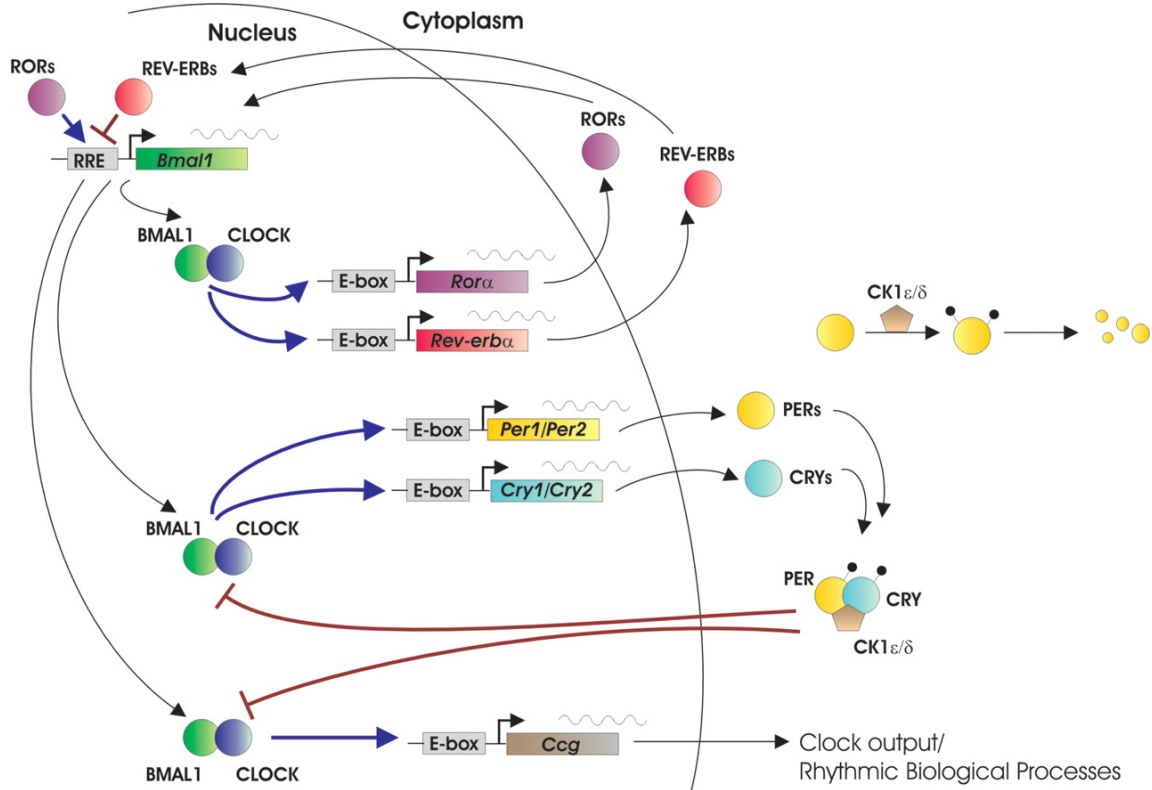 Cytoplasm
Nucleus
RORs
REV-ERBs
RORs
REV-ERBs
RRE
Bmal1
BMAL1
CLOCK
E-box
Rorα
E-box
Rev-erbα
CK1ε/δ
E-box
Per1/Per2
PERs
E-box
Cry1/Cry2
CRYs
BMAL1
CLOCK
PER
CRY
CK1ε/δ
E-box
Ccg
BMAL1
CLOCK
Clock output/
Rhythmic Biological Processes